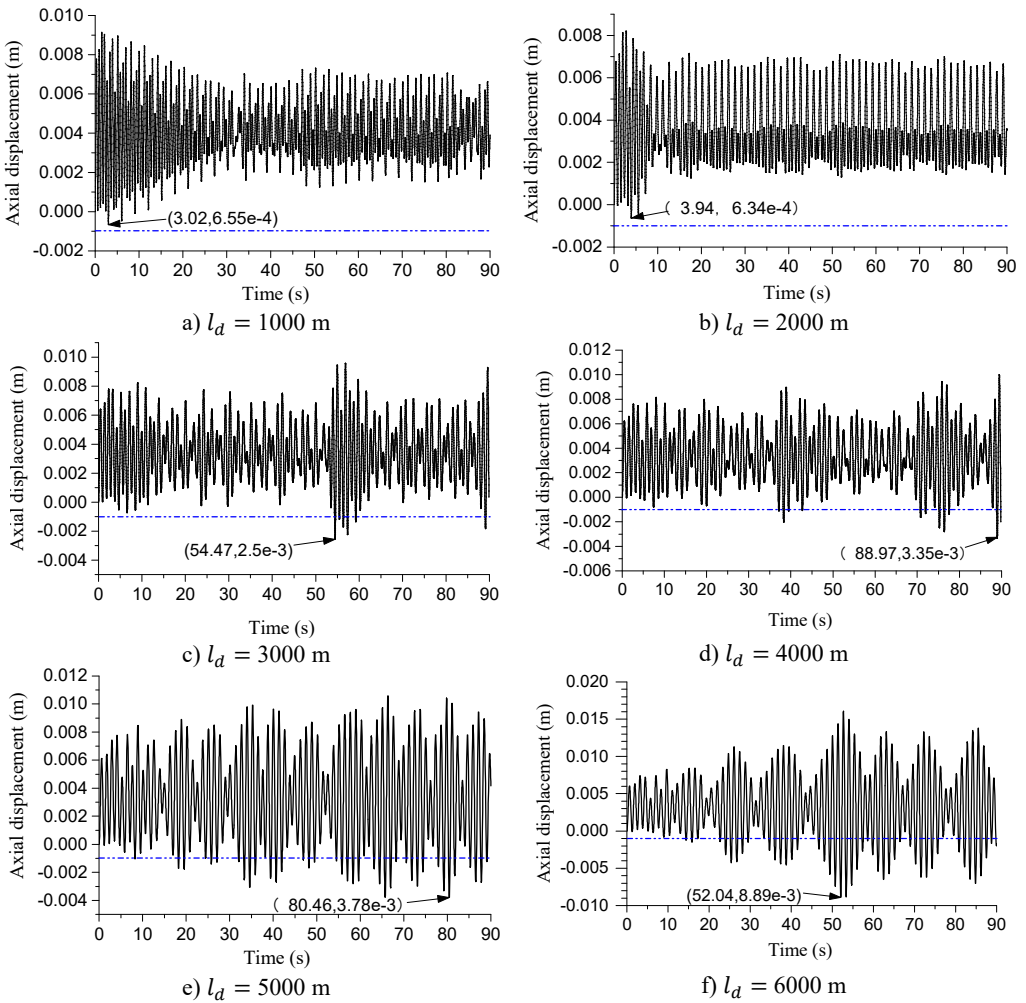 0.010
0.008
0.006
0.004
0.002
0.000
-0.002
Axial displacement (m)
(3.02,6.55e-4)
0 10 20 30 40 50 60 70 80 90
Time (s)
a) l_d = 1000 m
0.008
0.006
0.004
0.002
0.000
-0.002
Axial displacement (m)
( 3.94, 6.34e-4)
0 10 20 30 40 50 60 70 80 90
Time (s)
b) l_d = 2000 m
0.010
0.008
0.006
0.004
0.002
0.000
-0.002
-0.004
Axial displacement (m)
(54.47,2.5e-3)
0 10 20 30 40 50 60 70 80 90
Time (s)
c) l_d = 3000 m
0.012
0.010
0.008
0.006
0.004
0.002
0.000
-0.002
-0.004
-0.006
Axial displacement (m)
( 88.97,3.35e-3)
0 10 20 30 40 50 60 70 80 90
Time (s)
d) l_d = 4000 m
0.012
0.010
0.008
0.006
0.004
0.002
0.000
-0.002
-0.004
Axial displacement (m)
( 80.46,3.78e-3)
0 10 20 30 40 50 60 70 80 90
Time (s)
e) l_d = 5000 m
0.020
0.015
0.010
0.005
0.000
-0.005
-0.010
Axial displacement (m)
(52.04,8.89e-3)
0 10 20 30 40 50 60 70 80 90
Time (s)
f) l_d = 6000 m